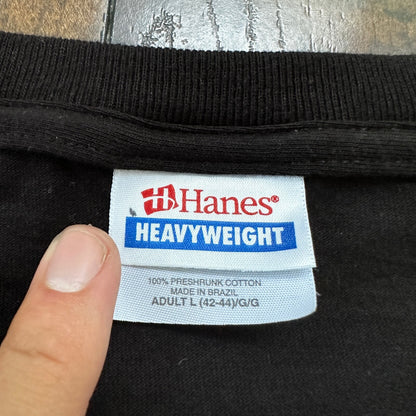 Hanes®
HEAVYWEIGHT
100% PRESHRUNK COTTON
MADE IN BRAZIL
ADULT L (42-44)/G/G